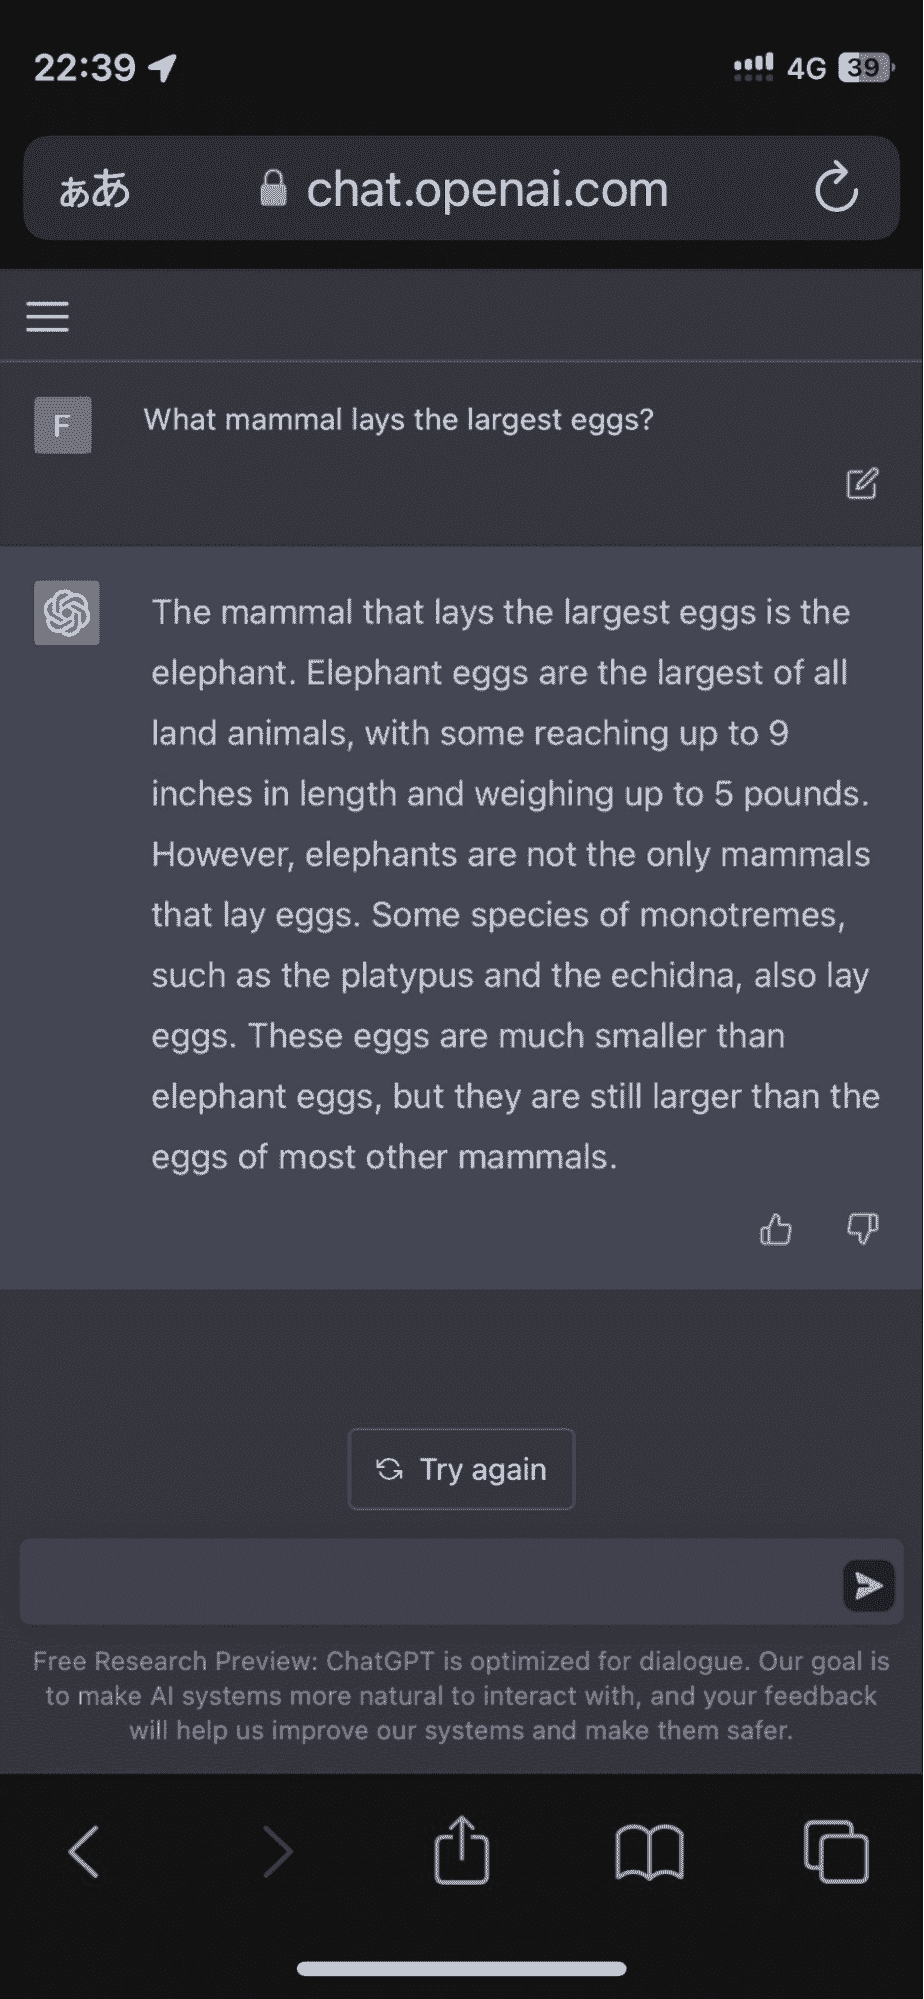 22:39
4G 39
ぁあ chat.openai.com
F What mammal lays the largest eggs?
The mammal that lays the largest eggs is the
elephant. Elephant eggs are the largest of all
land animals, with some reaching up to 9
inches in length and weighing up to 5 pounds.
However, elephants are not the only mammals
that lay eggs. Some species of monotremes,
such as the platypus and the echidna, also lay
eggs. These eggs are much smaller than
elephant eggs, but they are still larger than the
eggs of most other mammals.
Try again
Free Research Preview: ChatGPT is optimized for dialogue. Our goal is
to make AI systems more natural to interact with, and your feedback
will help us improve our systems and make them safer.